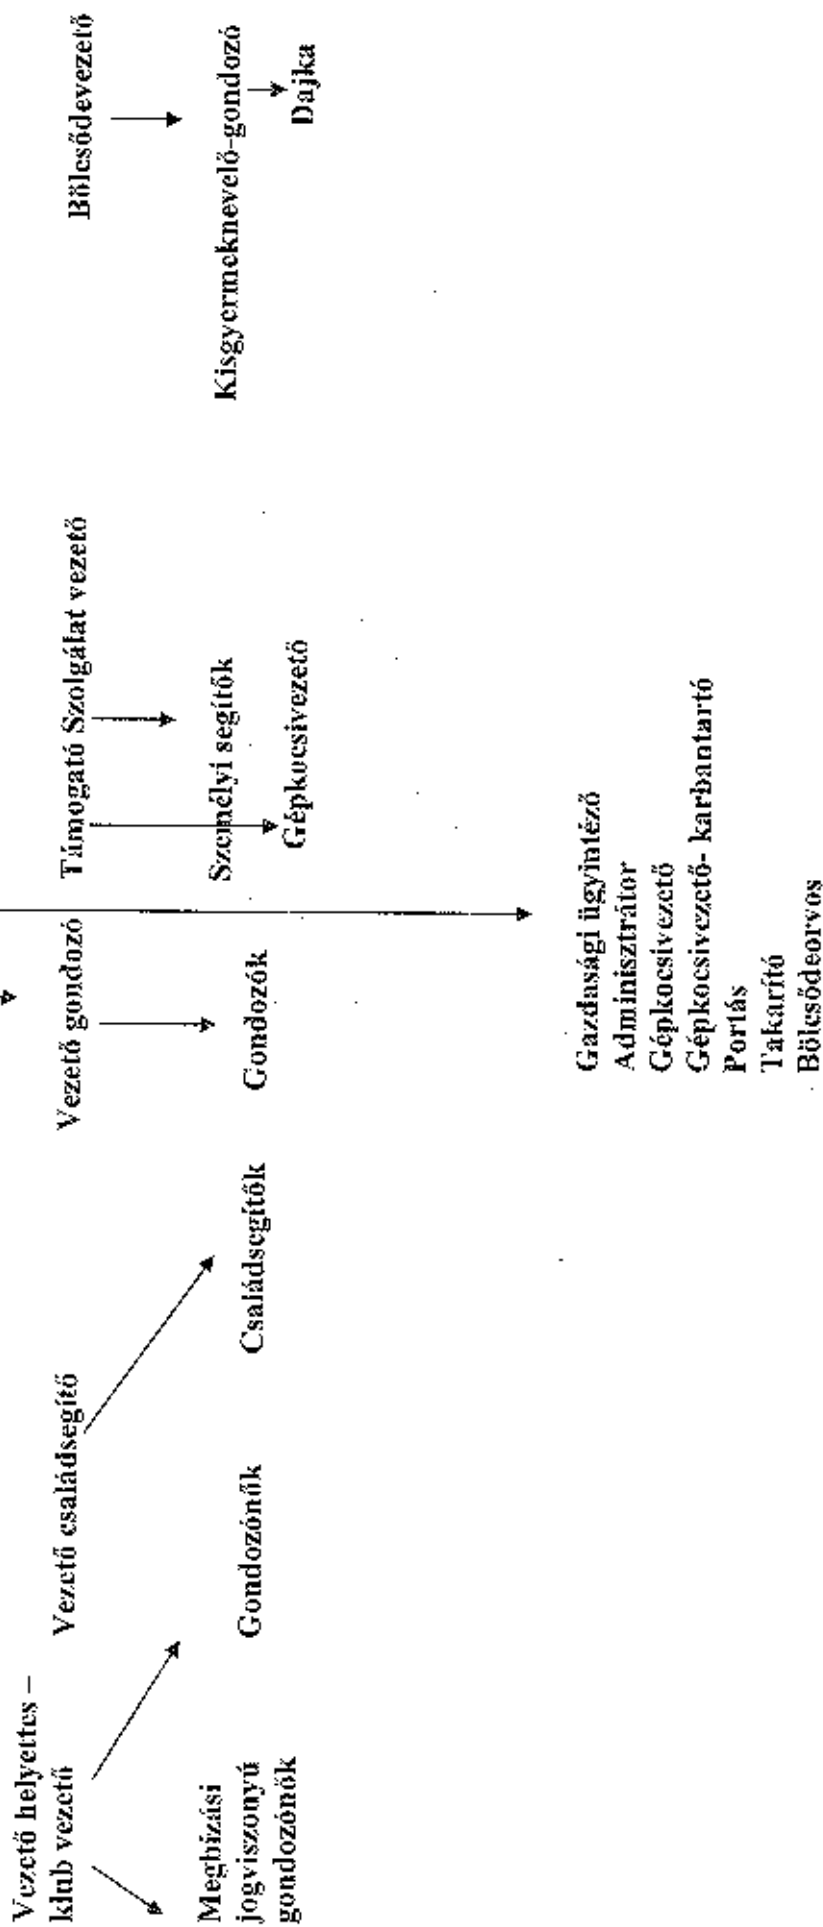 Vezető helyettes –
klub vezető
Vezető családsegítő
Vezető gondozó
Támogató Szolgálat vezető
Bölcsődevezető
Megbízási
jogviszonyú
gondozónők
Gondozónők
Családsegítők
Gondozók
Személyi segítők
Gépkocsivezető
Kisgyermeknevelő-gondozó
Dajka
Gazdasági ügyintéző
Adminisztrátor
Gépkocsivezető
Gépkocsivezető- karbantartó
Portás
Takarító
Bölcsődeorvos